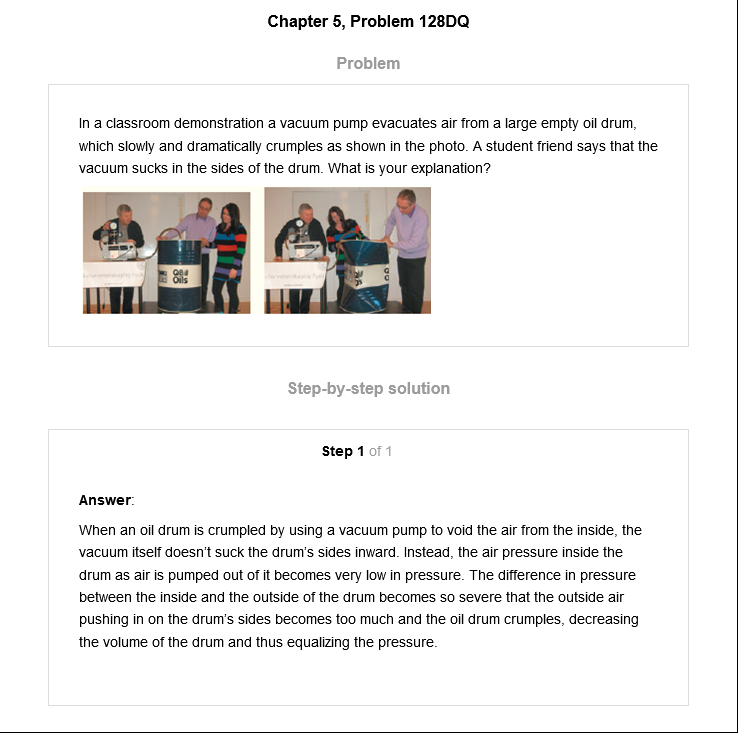 Chapter 5, Problem 128DQ
Problem
In a classroom demonstration a vacuum pump evacuates air from a large empty oil drum,
which slowly and dramatically crumples as shown in the photo. A student friend says that the
vacuum sucks in the sides of the drum. What is your explanation?
Q8
Oils
Step-by-step solution
Step 1 of 1
Answer:
When an oil drum is crumpled by using a vacuum pump to void the air from the inside, the
vacuum itself doesn't suck the drum's sides inward. Instead, the air pressure inside the
drum as air is pumped out of it becomes very low in pressure. The difference in pressure
between the inside and the outside of the drum becomes so severe that the outside air
pushing in on the drum's sides becomes too much and the oil drum crumples, decreasing
the volume of the drum and thus equalizing the pressure.